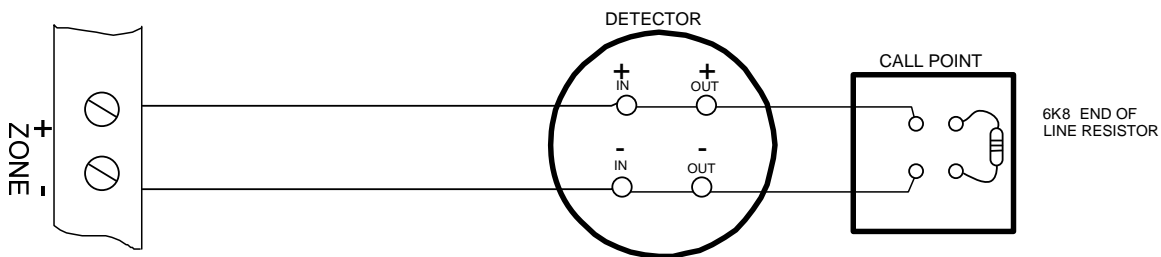 DETECTOR
CALL POINT
+ +
IN OUT
- -
IN OUT
ZONE
+
-
6K8 END OF
LINE RESISTOR